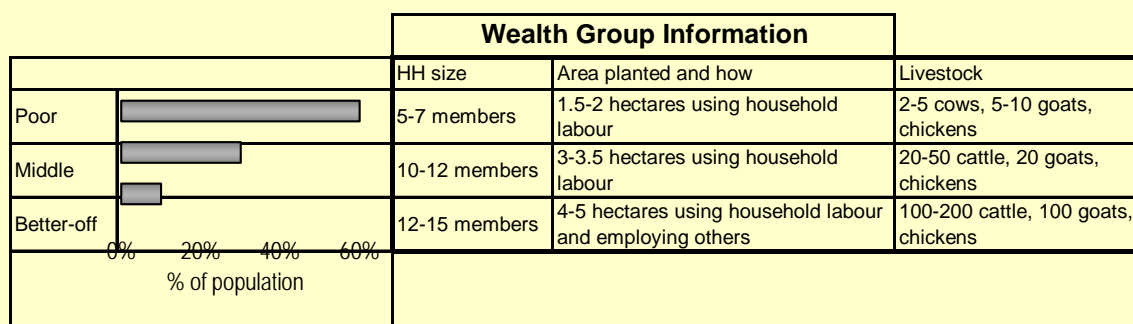 Wealth Group Information
HH size Area planted and how Livestock
Poor 5-7 members 1.5-2 hectares using household
labour 2-5 cows, 5-10 goats,
chickens
Middle 10-12 members 3-3.5 hectares using household
labour 20-50 cattle, 20 goats,
chickens
Better-off 12-15 members 4-5 hectares using household labour
and employing others 100-200 cattle, 100 goats,
chickens
0% 20% 40% 60%
% of population